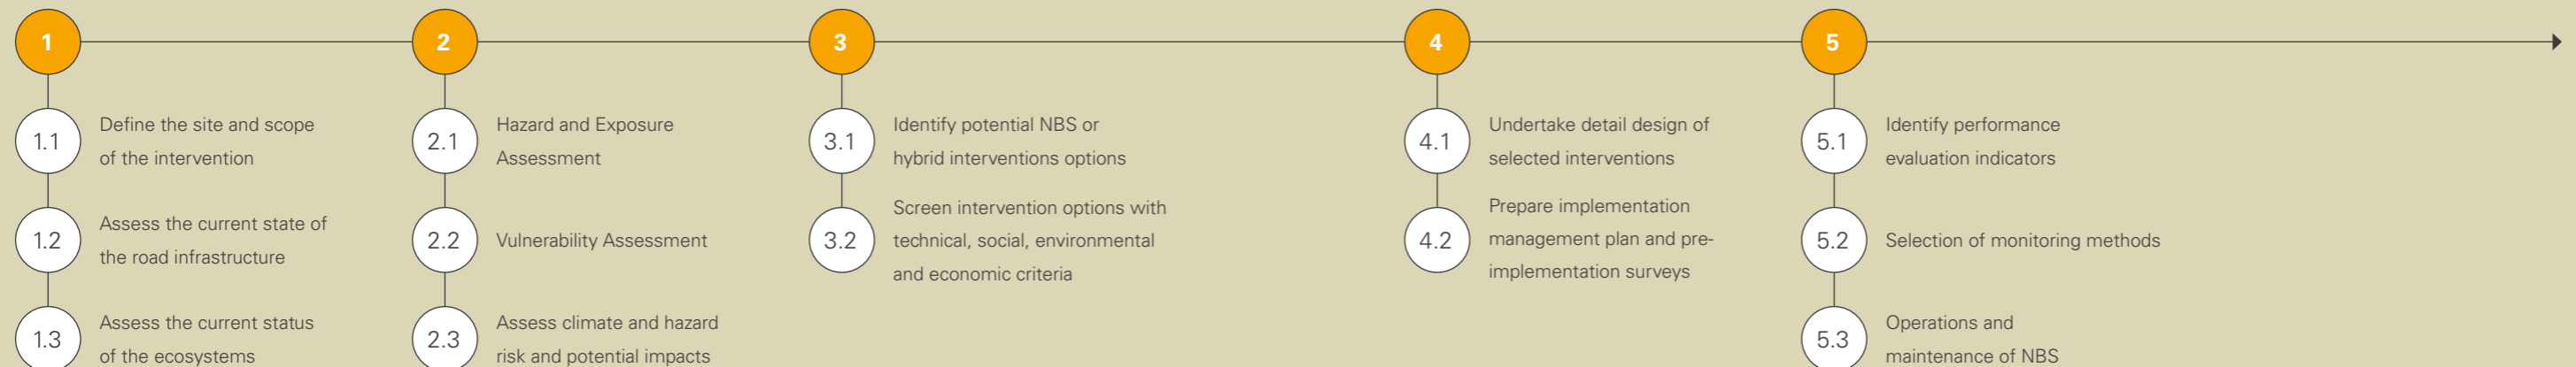 1
1.1
Define the site and scope
of the intervention
1.2
Assess the current state of
the road infrastructure
1.3
Assess the current status
of the ecosystems
2
2.1
Hazard and Exposure
Assessment
2.2
Vulnerability Assessment
2.3
Assess climate and hazard
risk and potential impacts
3
3.1
Identify potential NBS or
hybrid interventions options
3.2
Screen intervention options with
technical, social, environmental
and economic criteria
4
4.1
Undertake detail design of
selected interventions
4.2
Prepare implementation
management plan and pre-
implementation surveys
5
5.1
Identify performance
evaluation indicators
5.2
Selection of monitoring methods
5.3
Operations and
maintenance of NBS